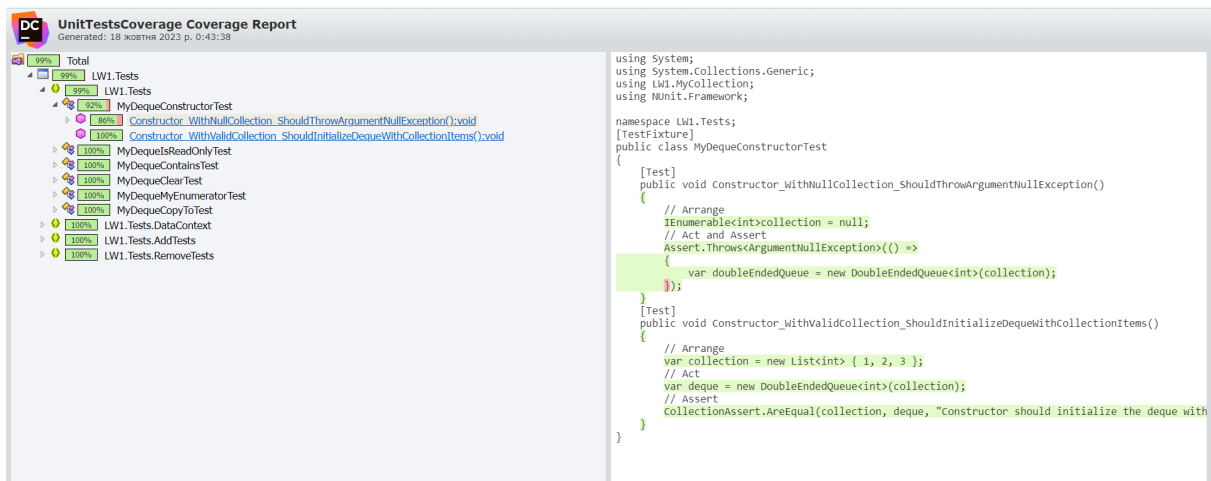 DC
UnitTestsCoverage Coverage Report
Generated: 18 жовтня 2023 р. 0:43:38
99% Total
99% LW1.Tests
99% LW1.Tests
92% MyDequeConstructorTest
86% Constructor_WithNullCollection_ShouldThrowArgumentNullException():void
100% Constructor_WithValidCollection_ShouldInitializeDequeWithCollectionItems():void
100% MyDequeIsReadOnlyTest
100% MyDequeContainsTest
100% MyDequeClearTest
100% MyDequeMyEnumeratorTest
100% MyDequeCopyToTest
100% LW1.Tests.DataContext
100% LW1.Tests.AddTests
100% LW1.Tests.RemoveTests
using System;
using System.Collections.Generic;
using LW1.MyCollection;
using NUnit.Framework;
namespace LW1.Tests;
[TestFixture]
public class MyDequeConstructorTest
{
[Test]
public void Constructor_WithNullCollection_ShouldThrowArgumentNullException()
{
// Arrange
IEnumerable<int>collection = null;
// Act and Assert
Assert.Throws<ArgumentNullException>(() =>
{
var doubleEndedQueue = new DoubleEndedQueue<int>(collection);
});
}
[Test]
public void Constructor_WithValidCollection_ShouldInitializeDequeWithCollectionItems()
{
// Arrange
var collection = new List<int> { 1, 2, 3 };
// Act
var deque = new DoubleEndedQueue<int>(collection);
// Assert
CollectionAssert.AreEqual(collection, deque, "Constructor should initialize the deque with
}
}